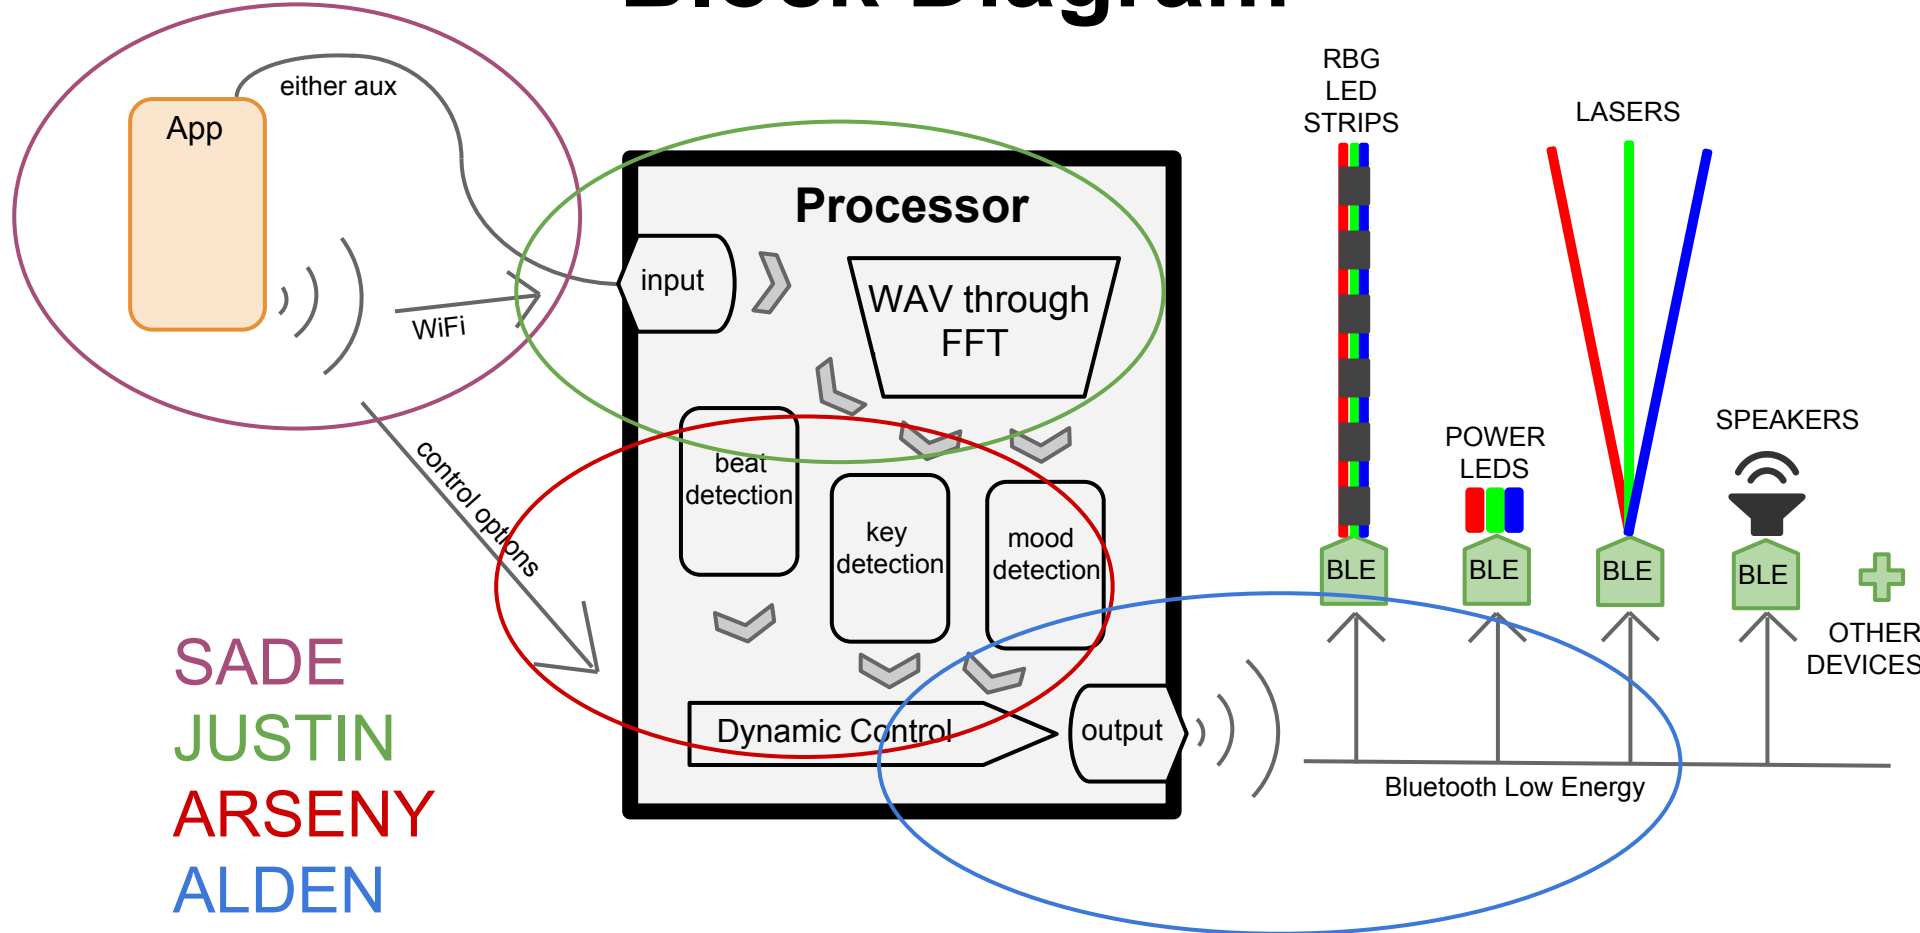 Block Diagram
either aux
App
WiFi
control options
Processor
input
WAV through
FFT
beat
detection
key
detection
mood
detection
Dynamic Control
output
RBG
LED
STRIPS
POWER
LEDS
LASERS
SPEAKERS
BLE
BLE
BLE
BLE
OTHER
DEVICES
Bluetooth Low Energy
SADE
JUSTIN
ARSENY
ALDEN